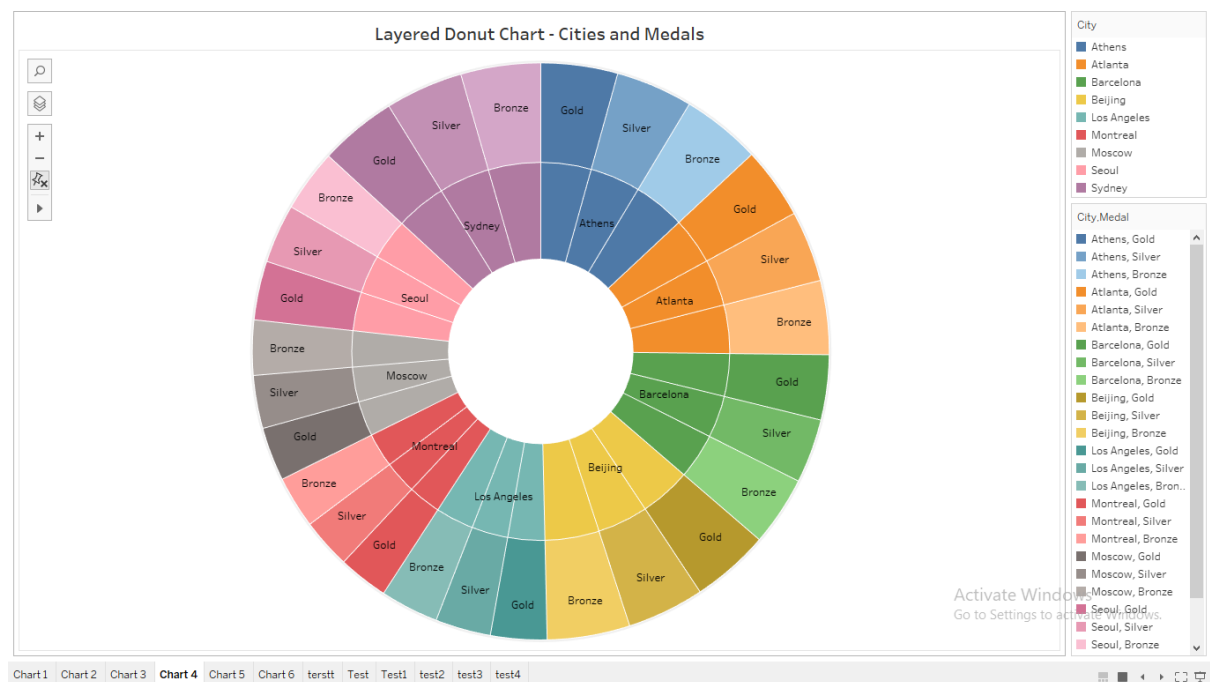 Layered Donut Chart - Cities and Medals
Bronze
Gold
Silver
Silver
Gold
Bronze
Bronze
Gold
Sydney
Athens
Silver
Silver
Gold
Seoul
Atlanta
Bronze
Bronze
Moscow
Gold
Silver
Barcelona
Gold
Silver
Montreal
Beijing
Bronze
Bronze
Los Angeles
Silver
Gold
Gold
Bronze
Silver
Silver
Gold
Bronze
City
Athens
Atlanta
Barcelona
Beijing
Los Angeles
Montreal
Moscow
Seoul
Sydney
City.Medal
Athens, Gold
Athens, Silver
Athens, Bronze
Atlanta, Gold
Atlanta, Silver
Atlanta, Bronze
Barcelona, Gold
Barcelona, Silver
Barcelona, Bronze
Beijing, Gold
Beijing, Silver
Beijing, Bronze
Los Angeles, Gold
Los Angeles, Silver
Los Angeles, Bron..
Montreal, Gold
Montreal, Silver
Montreal, Bronze
Moscow, Gold
Moscow, Silver
Moscow, Bronze
Seoul, Gold
Seoul, Silver
Seoul, Bronze
Activate Windows
Go to Settings to activate Windows.
Chart 1 Chart 2 Chart 3 Chart 4 Chart 5 Chart 6 terstt Test Test1 test2 test3 test4